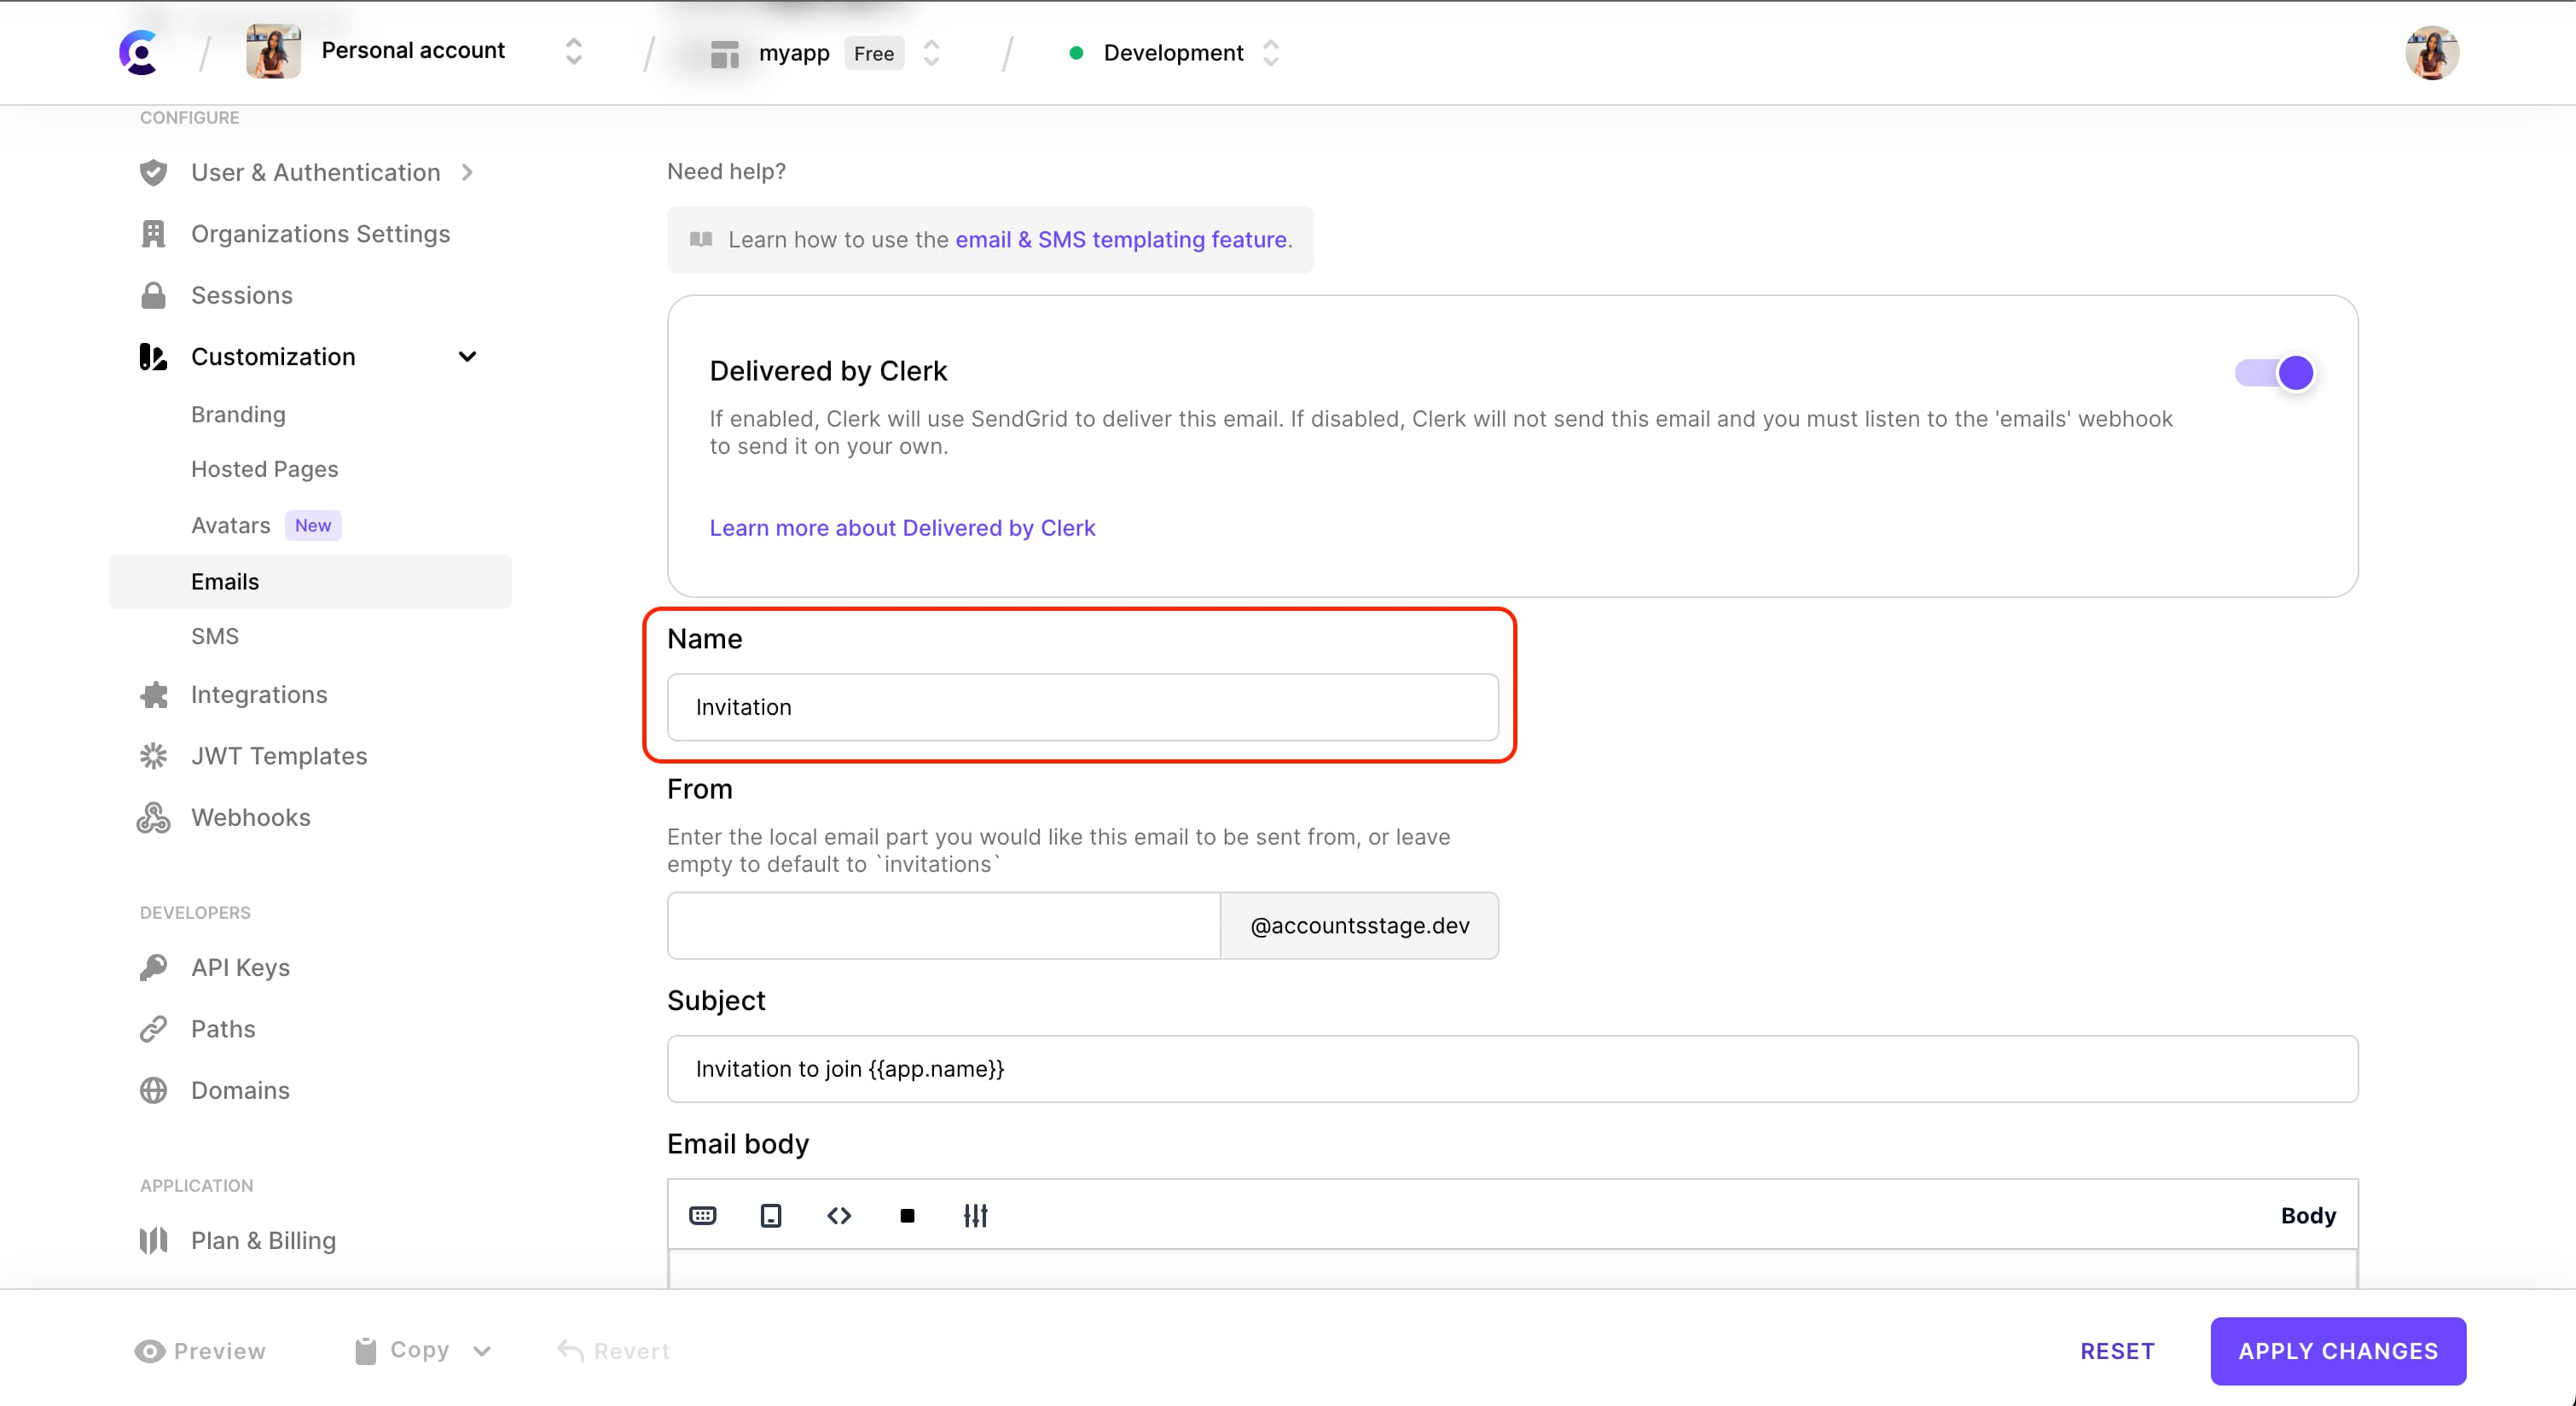 Personal account
myapp Free
Development
CONFIGURE
User & Authentication
Organizations Settings
Sessions
Customization
Branding
Hosted Pages
Avatars New
Emails
SMS
Integrations
JWT Templates
Webhooks
DEVELOPERS
API Keys
Paths
Domains
APPLICATION
Plan & Billing
Need help?
Learn how to use the email & SMS templating feature.
Delivered by Clerk
If enabled, Clerk will use SendGrid to deliver this email. If disabled, Clerk will not send this email and you must listen to the 'emails' webhook
to send it on your own.
Learn more about Delivered by Clerk
Name
Invitation
From
Enter the local email part you would like this email to be sent from, or leave
empty to default to `invitations`
@accountsstage.dev
Subject
Invitation to join {{app.name}}
Email body
Body
Preview
Copy
Revert
RESET
APPLY CHANGES